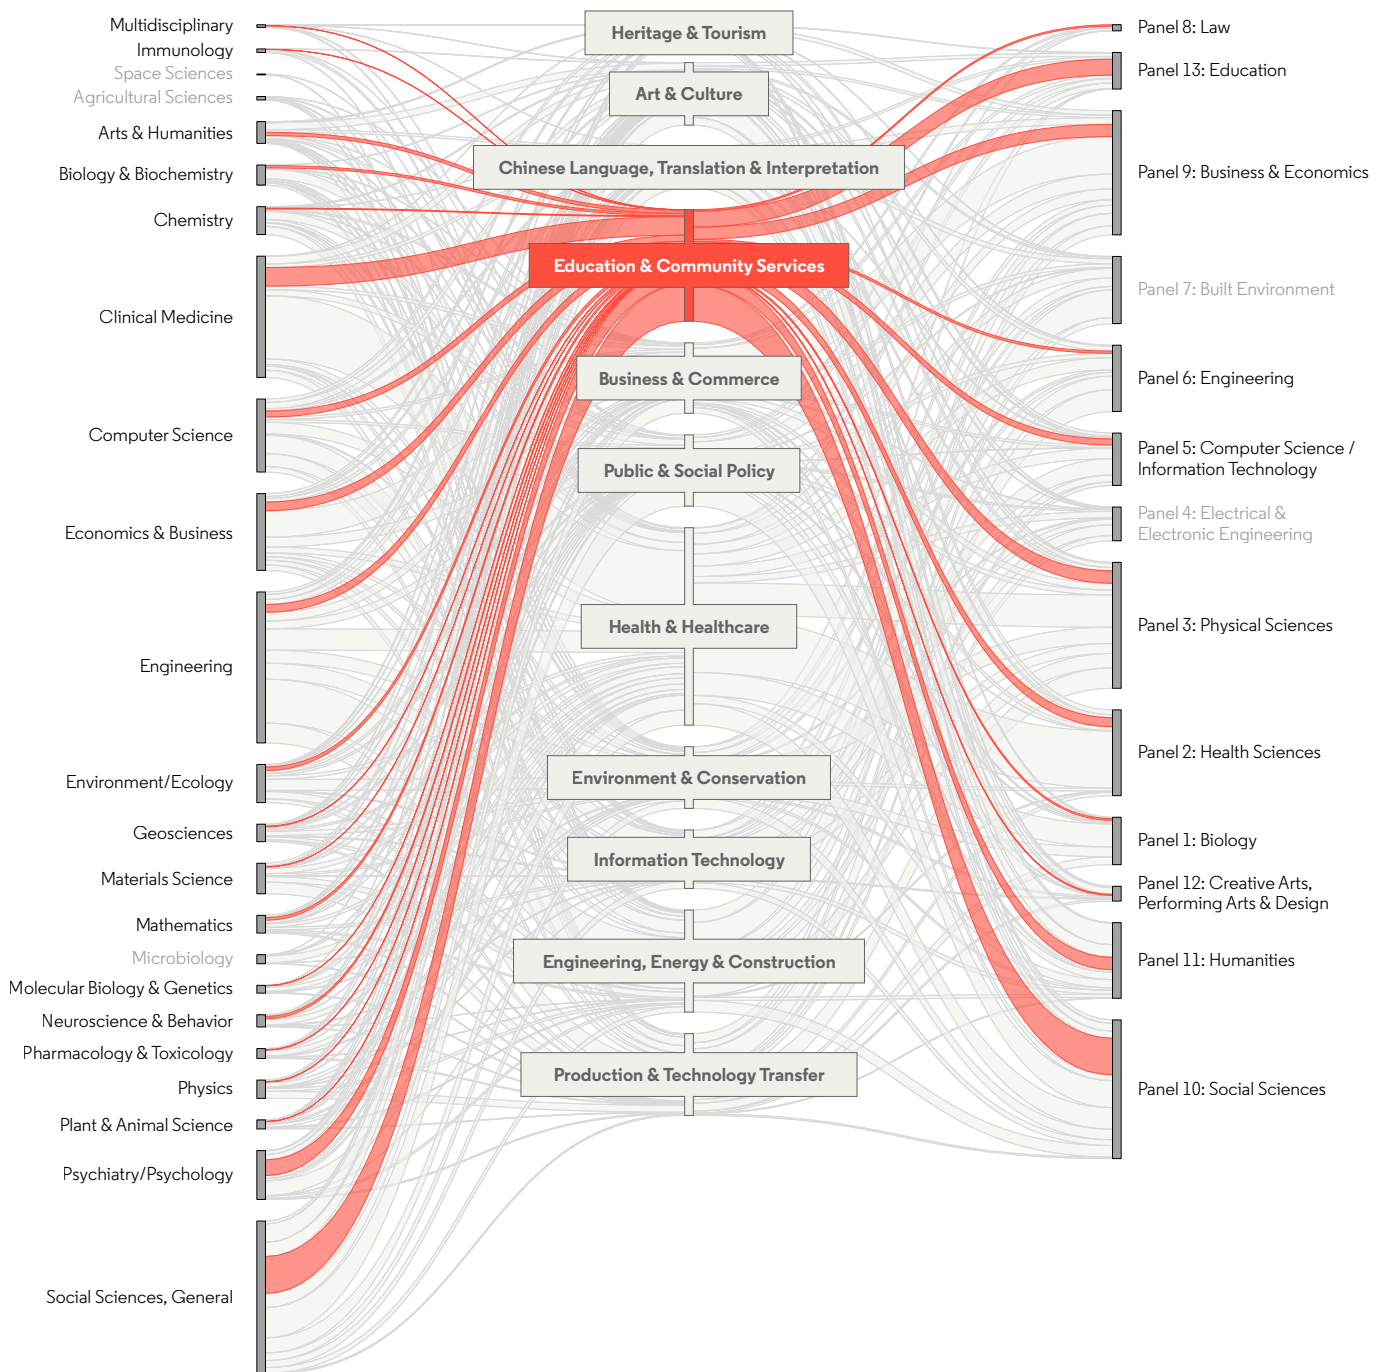 Multidisciplinary
Immunology
Space Sciences
Agricultural Sciences
Arts & Humanities
Biology & Biochemistry
Chemistry
Clinical Medicine
Computer Science
Economics & Business
Engineering
Environment/Ecology
Geosciences
Materials Science
Mathematics
Microbiology
Molecular Biology & Genetics
Neuroscience & Behavior
Pharmacology & Toxicology
Physics
Plant & Animal Science
Psychiatry/Psychology
Social Sciences, General
Heritage & Tourism
Art & Culture
Chinese Language, Translation & Interpretation
Education & Community Services
Business & Commerce
Public & Social Policy
Health & Healthcare
Environment & Conservation
Information Technology
Engineering, Energy & Construction
Production & Technology Transfer
Panel 8: Law
Panel 13: Education
Panel 9: Business & Economics
Panel 7: Built Environment
Panel 6: Engineering
Panel 5: Computer Science /
Information Technology
Panel 4: Electrical &
Electronic Engineering
Panel 3: Physical Sciences
Panel 2: Health Sciences
Panel 1: Biology
Panel 12: Creative Arts,
Performing Arts & Design
Panel 11: Humanities
Panel 10: Social Sciences